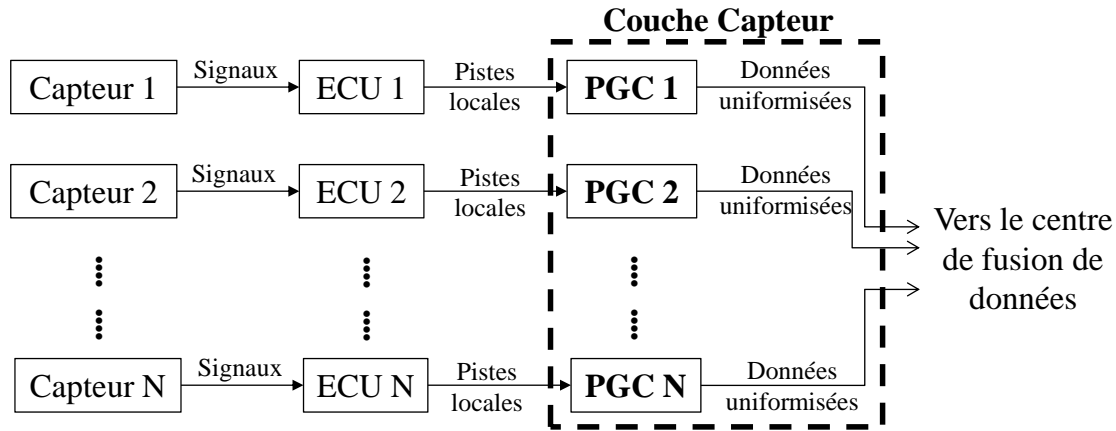 Couche Capteur
Capteur 1
Signaux
ECU 1
Pistes
locales
PGC 1
Données
uniformisées
Capteur 2
Signaux
ECU 2
Pistes
locales
PGC 2
Données
uniformisées
Vers le centre
de fusion de
données
Capteur N
Signaux
ECU N
Pistes
locales
PGC N
Données
uniformisées